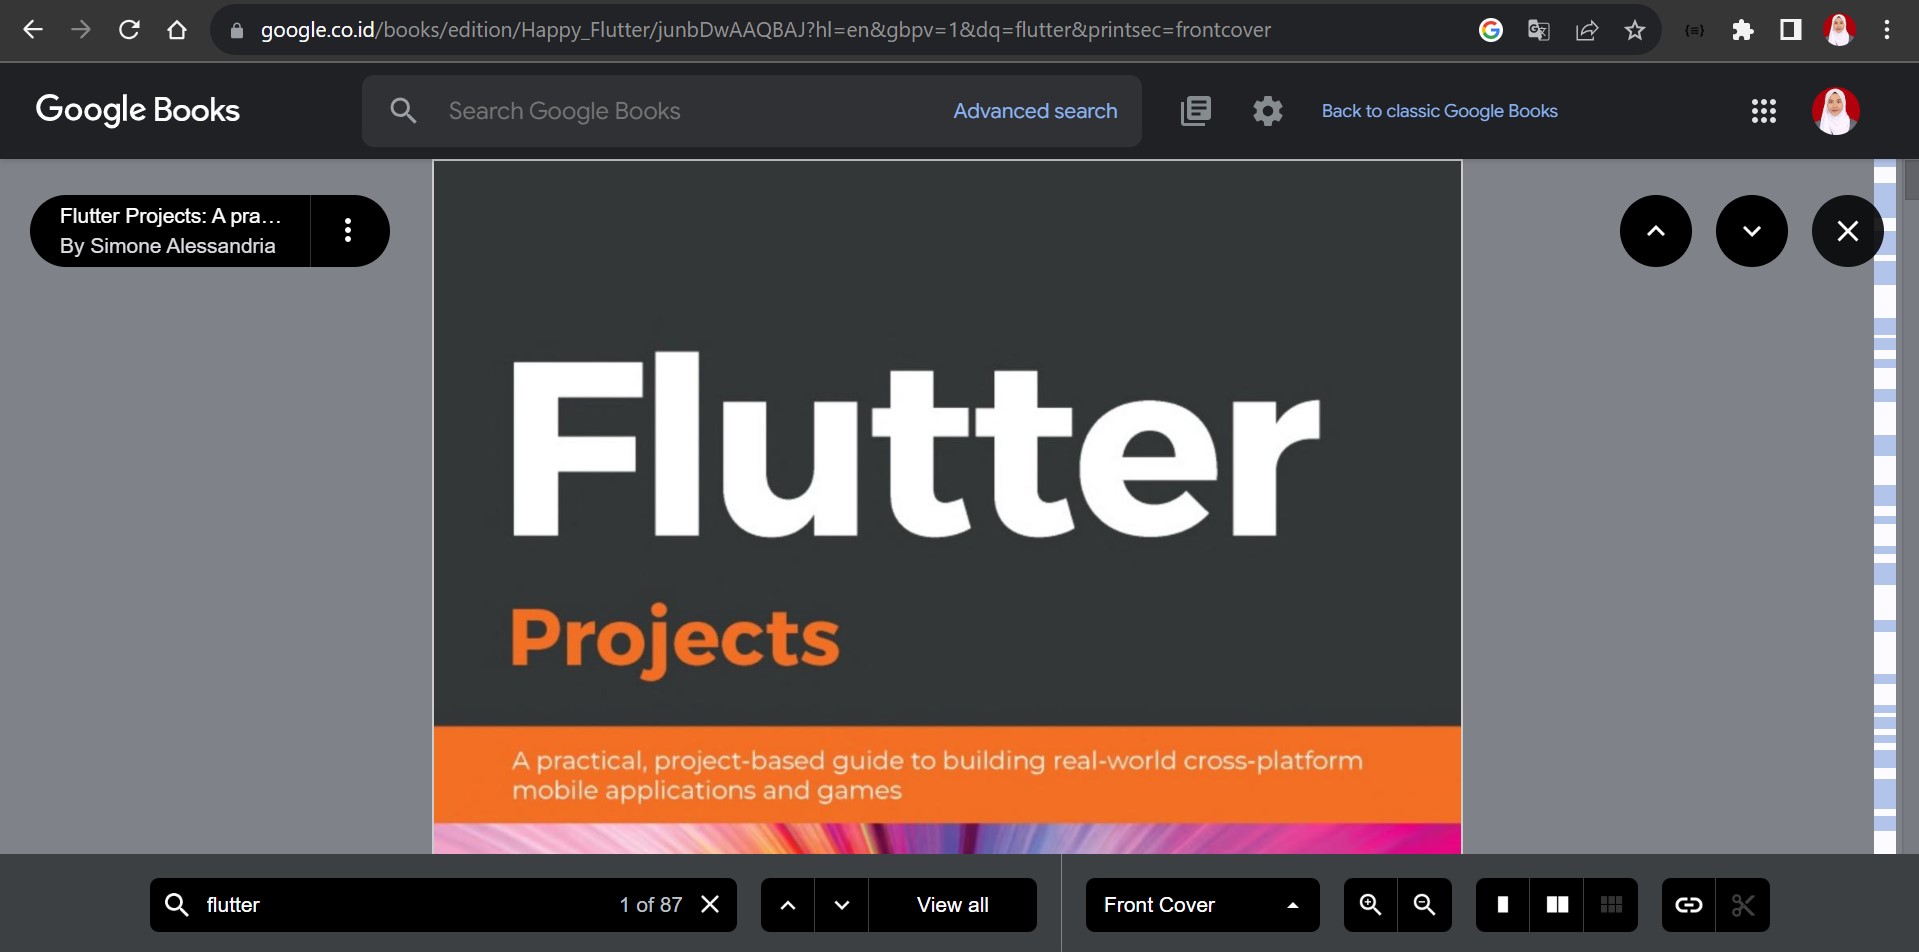 google.co.id/books/edition/Happy_Flutter/junbDwAAQBAJ?hl=en&gbpv=1&dq=flutter&printsec=frontcover
Google Books
Search Google Books
Advanced search
Back to classic Google Books
Flutter Projects: A pra...
By Simone Alessandria
Flutter
Projects
A practical, project-based guide to building real-world cross-platform
mobile applications and games
flutter
1 of 87
View all
Front Cover